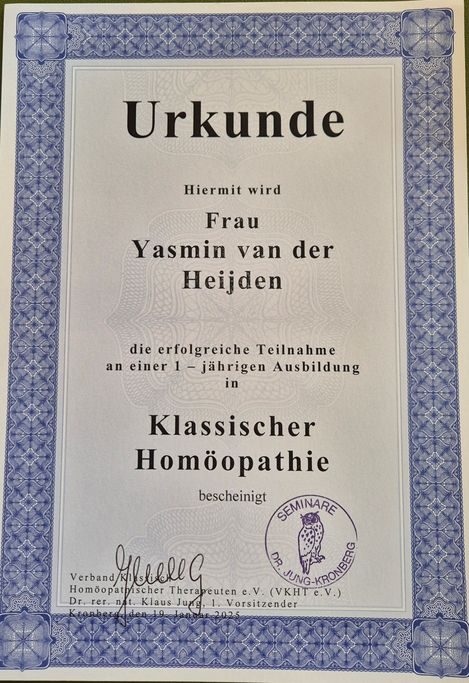 Urkunde
Hiermit wird
Frau
Yasmin van der
Heijden
die erfolgreiche Teilnahme
an einer 1 – jährigen Ausbildung
in
Klassischer
Homöopathie
bescheinigt
SEMINARE
DR. JUNG-KRONBERG
Verband Klassisch
Homöopathischer Therapeuten e.V. (VKHT e.V.)
Dr. rer. nat. Klaus Jung, 1. Vorsitzender
Kronberg, den 19. Januar 2025